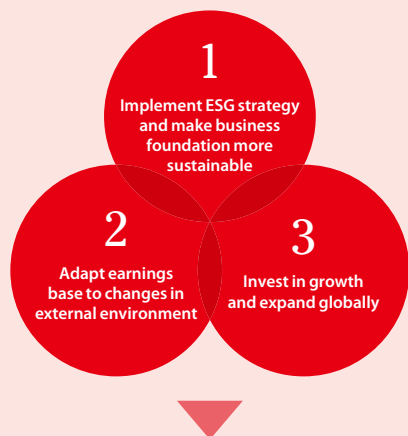 1
Implement ESG strategy
and make business
foundation more
sustainable
2
Adapt earnings
base to changes in
external environment
3
Invest in growth
and expand globally